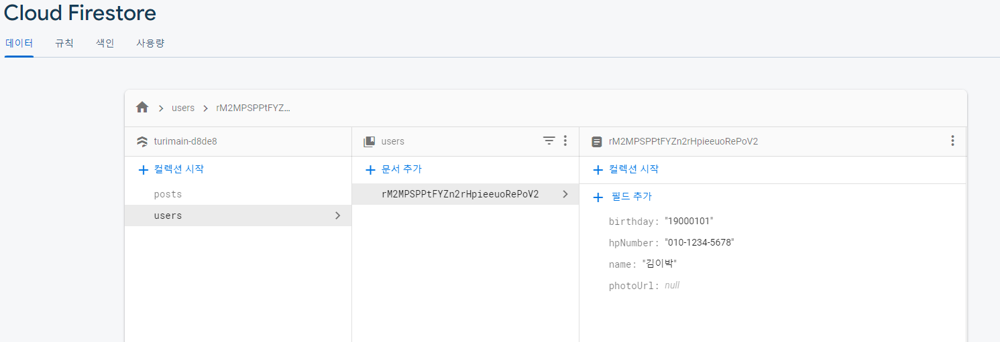 Cloud Firestore
데이터 규칙 색인 사용량
users rM2MPSPPtFYZ...
turimain-d8de8 users rM2MPSPPtFYZn2rHpieeuoRePoV2
컬렉션 시작 문서 추가 컬렉션 시작
posts rM2MPSPPtFYZn2rHpieeuoRePoV2 필드 추가
users
birthday: "19000101"
hpNumber: "010-1234-5678"
name: "김이박"
photoUrl: null